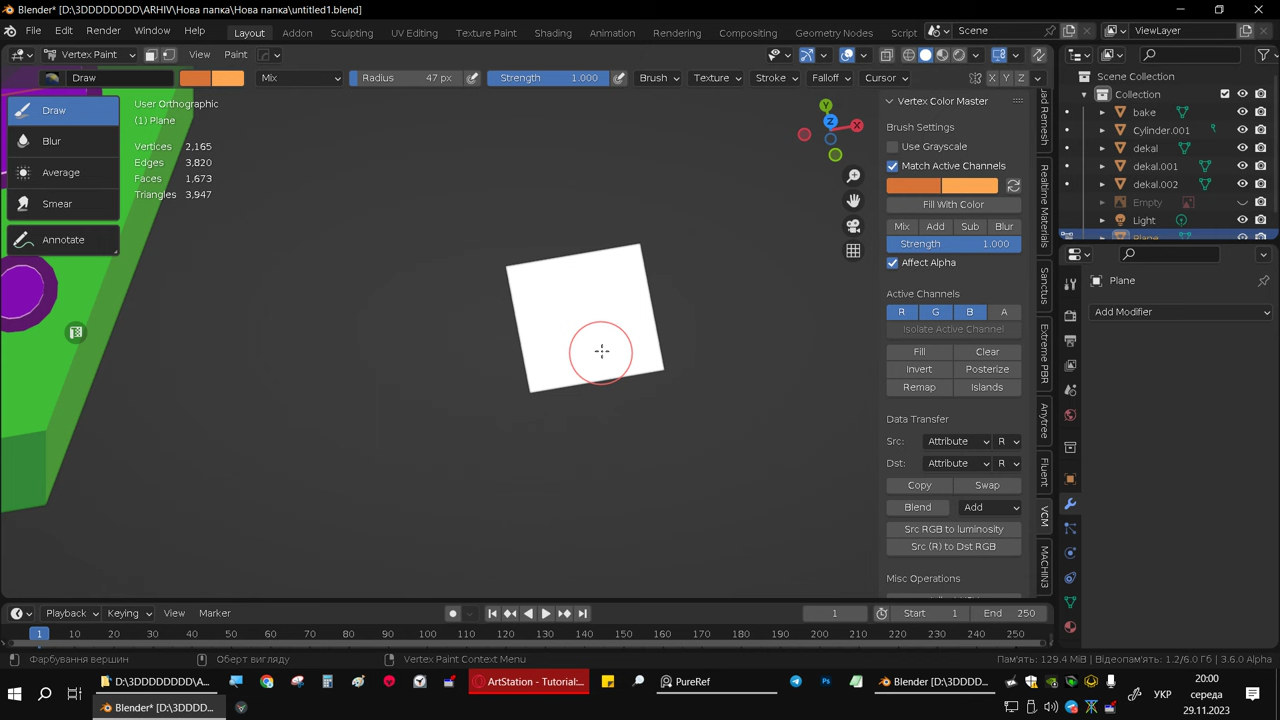 Blender* [D:\3DDDDDDDD\ARHIV\Нова папка\Нова папка\untitled1.blend]
File Edit Render Window Help Layout Adding Sculpting UV Editing Texture Paint Shading Animation Rendering Compositing Geometry Nodes Script Scene ViewLayer
Vertex Paint View Paint
Draw Mix Radius 47 px Strength 1.000 Brush Texture Stroke Falloff Cursor X Y Z
Draw
Blur
Average
Smear
Annotate
User Orthographic
(1) Plane
Vertices 2,165
Edges 3,820
Faces 1,673
Triangles 3,947
Y
Z
X
Vertex Color Master
Brush Settings
Use Grayscale
Match Active Channels
Fill With Color
Mix Add Sub Blur
Strength 1.000
Affect Alpha
Active Channels
R G B A
Isolate Active Channel
Fill Clear
Invert Posterize
Remap Islands
Data Transfer
Src: Attribute R
Dst: Attribute R
Copy Swap
Blend Add
Src RGB to luminosity
Src (R) to Dst RGB
Misc Operations
Realtime Materials
Sanctus
Extreme PBR
Anytree
Fluent
VCM
MACHIN3
Scene Collection
Collection
bake
Cylinder.001
dekal
dekal.001
dekal.002
Empty
Light
Plane
Add Modifier
Playback Keying View Marker 1 Start 1 End 250
1 10 20 30 40 50 60 70 80 90 100 110 120 130 140 150 160 170 180 190 200 210 220 230 240 250
Фарбування вершин Оберт вигляду Vertex Paint Context Menu Пам'ять: 129.4 MiB | Відеопам'ять: 1.2/6.0 Гб | 3.6.0 Alpha
D:\3DDDDDDDD\A... ArtStation - Tutorial:... PureRef Blender [D:\3DDDD... УКР 20:00
середа
Blender* [D:\3DDDD... 29.11.2023